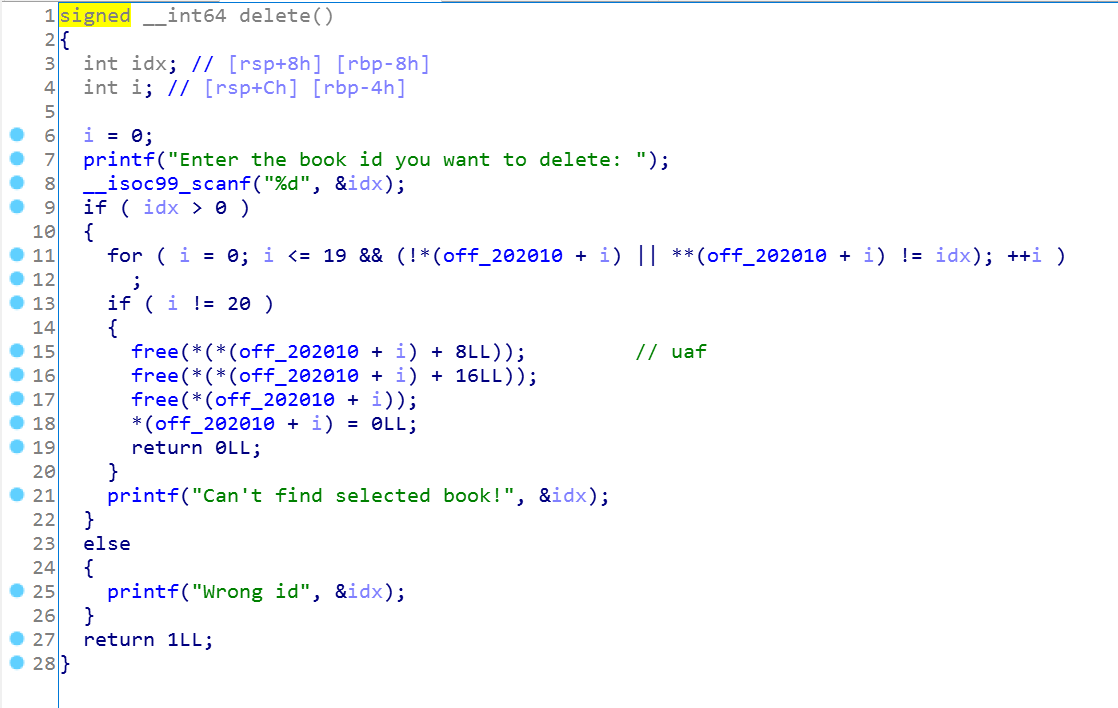 1 signed __int64 delete()
2 {
3 int idx; // [rsp+8h] [rbp-8h]
4 int i; // [rsp+Ch] [rbp-4h]
5
6 i = 0;
7 printf("Enter the book id you want to delete: ");
8 __isoc99_scanf("%d", &idx);
9 if ( idx > 0 )
10 {
11 for ( i = 0; i <= 19 && (!*(off_202010 + i) || **(off_202010 + i) != idx); ++i )
12 ;
13 if ( i != 20 )
14 {
15 free(*(*(off_202010 + i) + 8LL)); // uaf
16 free(*(*(off_202010 + i) + 16LL));
17 free(*(off_202010 + i));
18 *(off_202010 + i) = 0LL;
19 return 0LL;
20 }
21 printf("Can't find selected book!", &idx);
22 }
23 else
24 {
25 printf("Wrong id", &idx);
26 }
27 return 1LL;
28 }